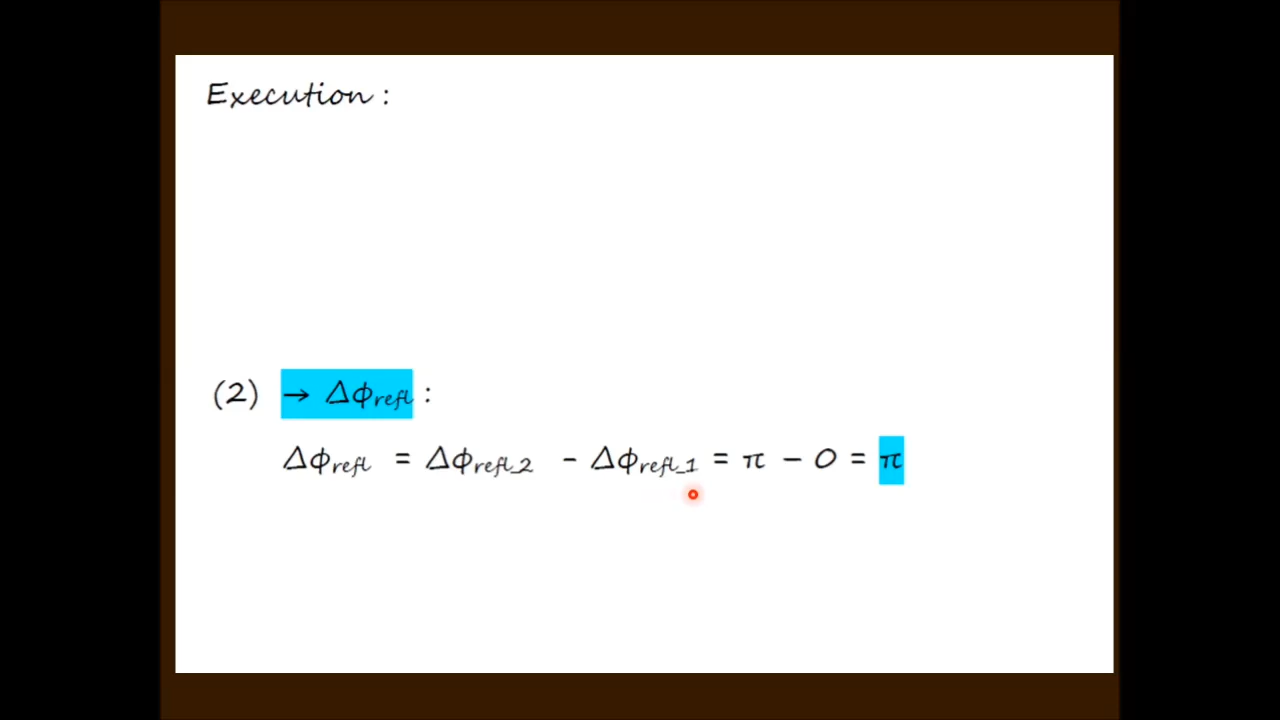 Execution :
(2) → Δϕrefl :
Δϕrefl = Δϕrefl_2 - Δϕrefl_1 = π − 0 = π